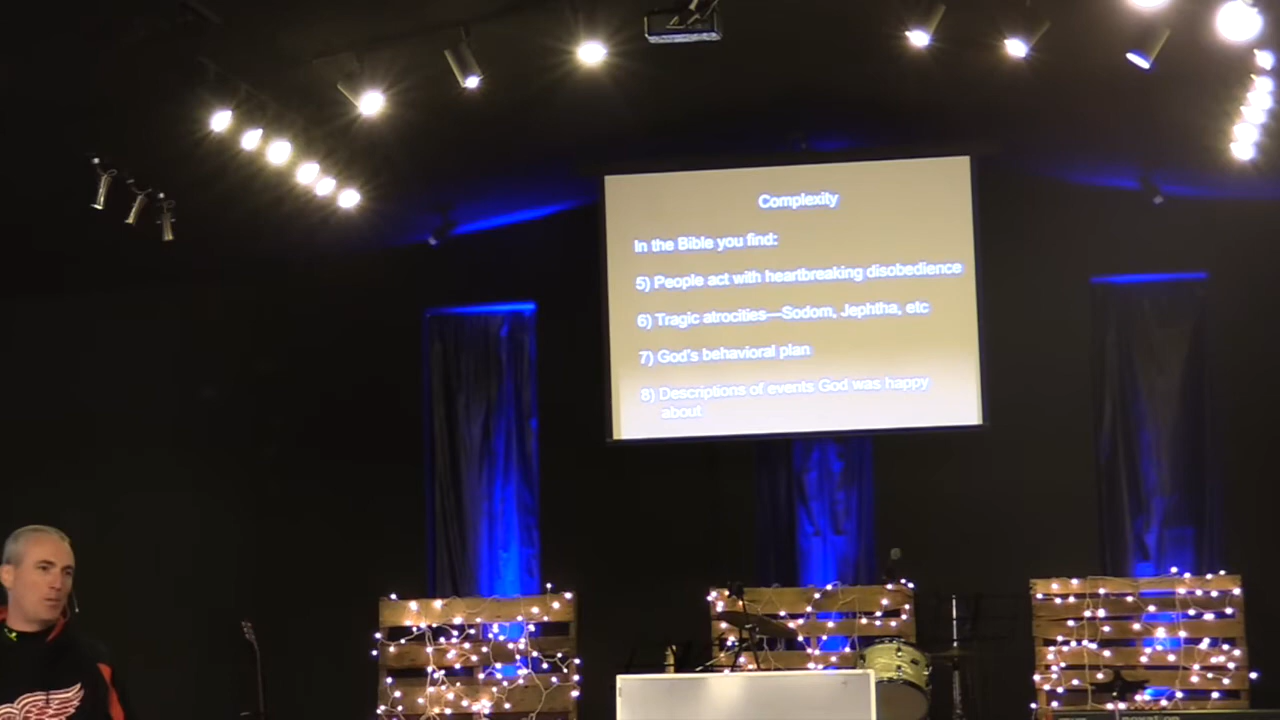 Complexity
In the Bible you find:
5) People act with heartbreaking disobedience
6) Tragic atrocities—Sodom, Jephtha, etc
7) God's behavioral plan
8) Descriptions of events God was happy
about